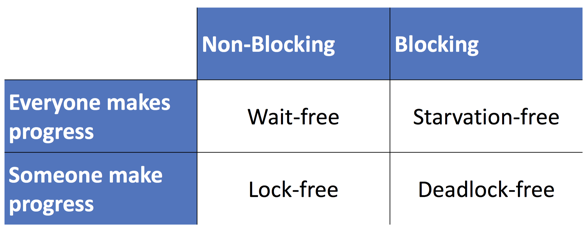 Non-Blocking Blocking
Everyone makes
progress
Wait-free Starvation-free
Someone make
progress
Lock-free Deadlock-free